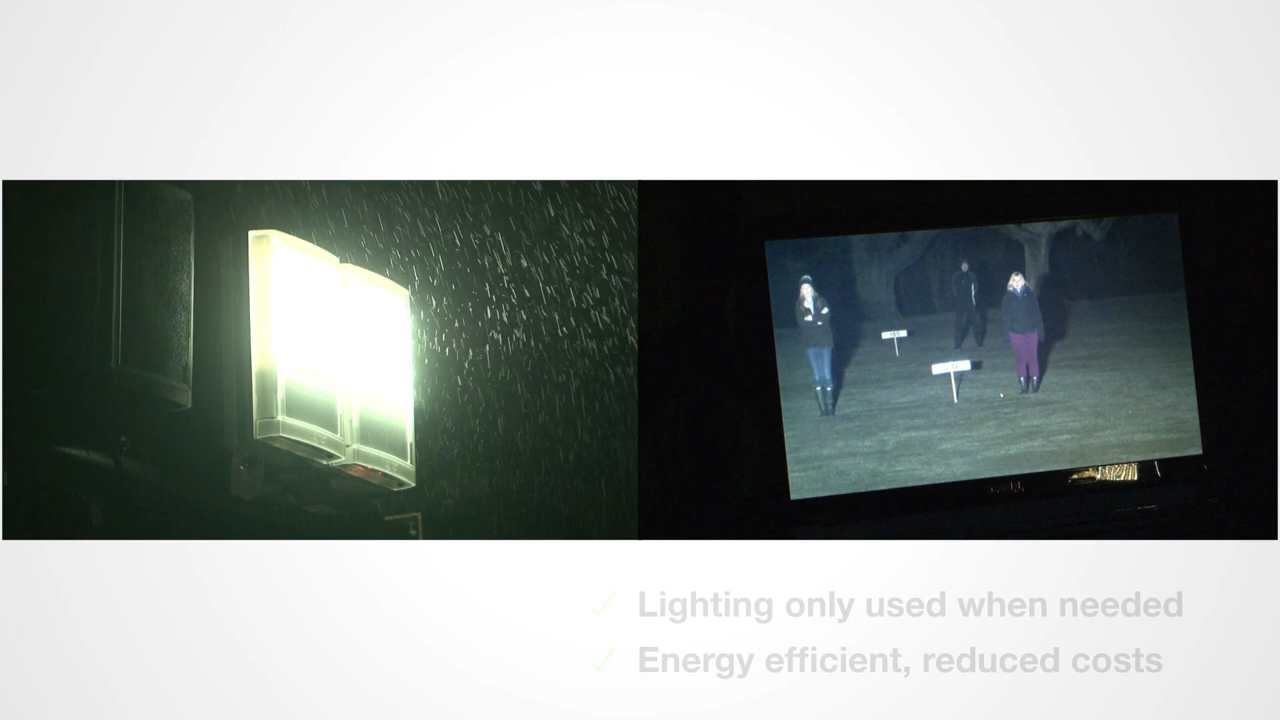 Lighting only used when needed
Energy efficient, reduced costs